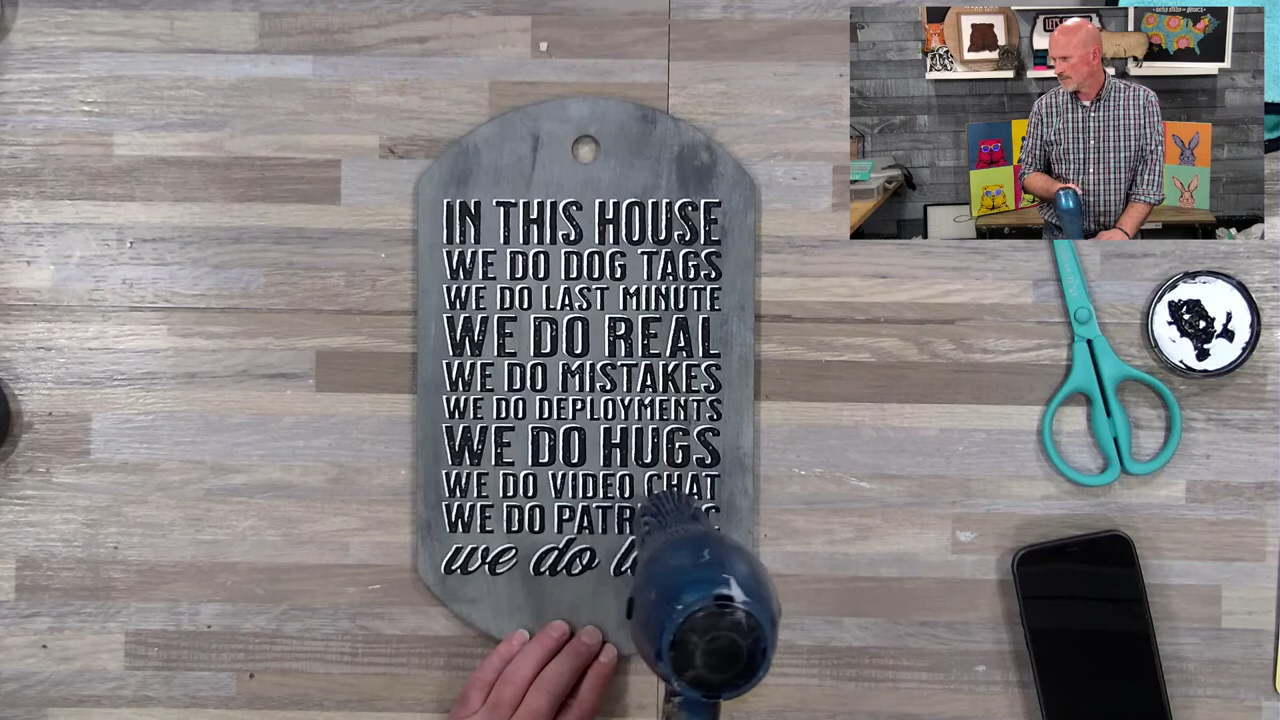 IN THIS HOUSE
WE DO DOG TAGS
WE DO LAST MINUTE
WE DO REAL
WE DO MISTAKES
WE DO DEPLOYMENTS
WE DO HUGS
WE DO VIDEO CHAT
WE DO
we do